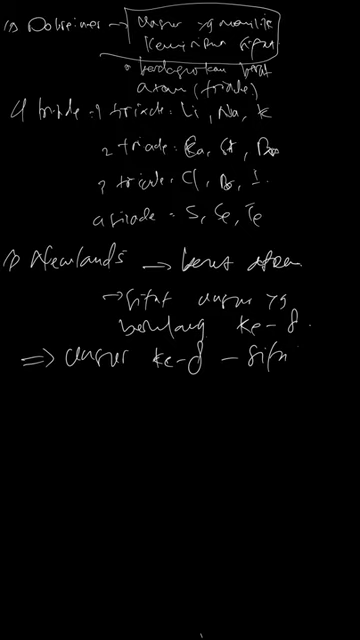 1) Dobreiner → unsur yg memiliki
kemiripan sifat
• berdasarkan berat
atom (triade)
4 triade = 1 triade = Li, Na, K
2 triade = Ca, Sr, Ba
3 triade = Cl, Br, I
4 triade = S, Se, Te
2) Newlands → berat atom
→ sifat unsur yg
berulang ke-8.
⇒ unsur ke-8 - sifat